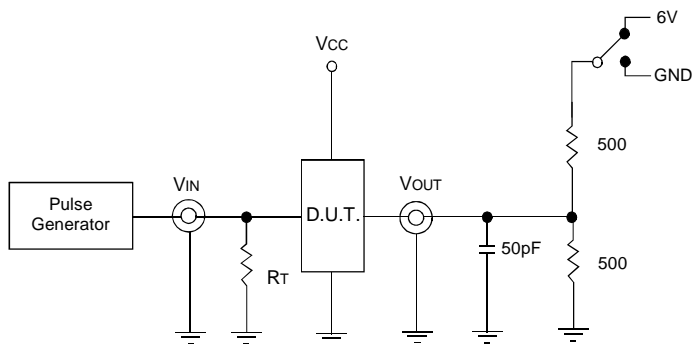 6V
GND
VCC
500
Pulse
Generator
VIN
D.U.T.
VOUT
RT
50pF
500